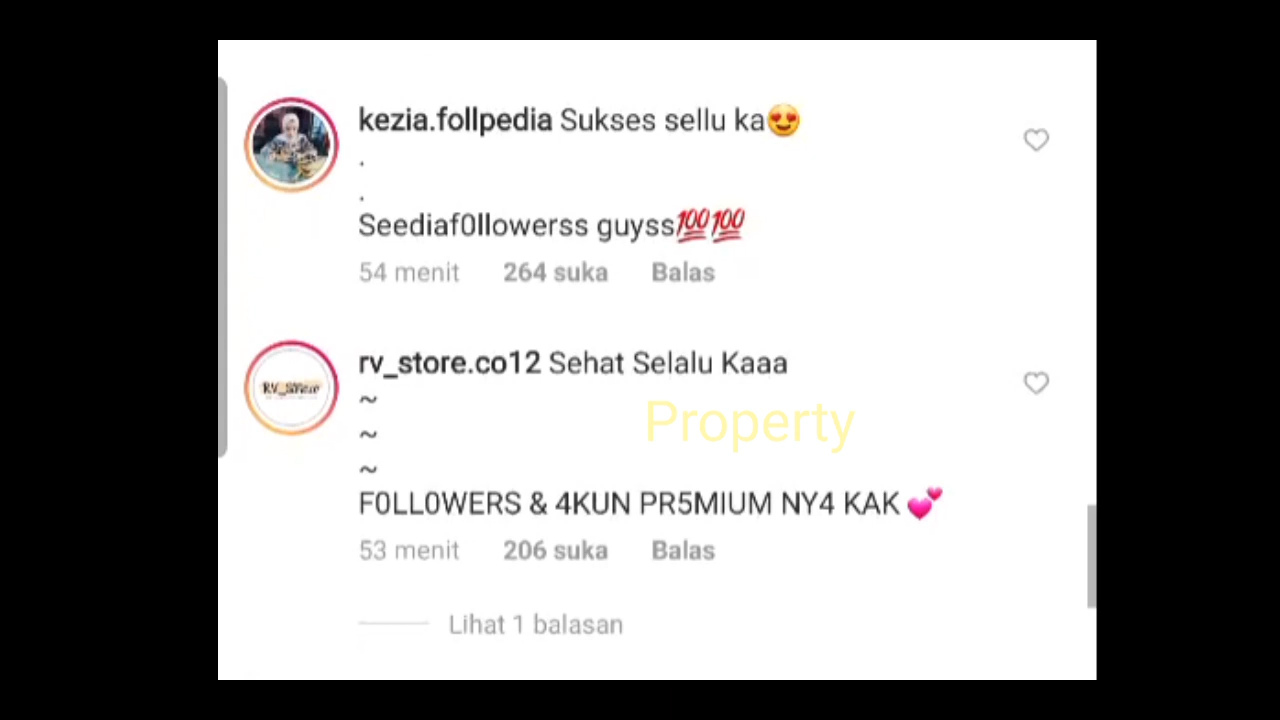 kezia.follpedia Sukses sellu ka😍
.
.
Seediaf0llowerss guyss💯💯
54 menit 264 suka Balas
rv_store.co12 Sehat Selalu Kaaa
~
~
~
Property
F0LL0WERS & 4KUN PR5MIUM NY4 KAK 💕
53 menit 206 suka Balas
Lihat 1 balasan